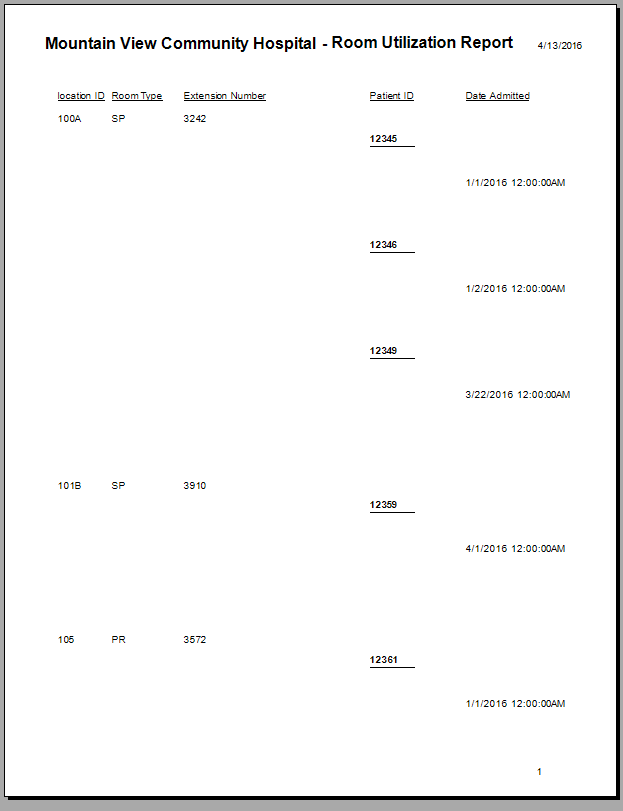 Mountain View Community Hospital - Room Utilization Report 4/13/2016
location ID Room Type Extension Number Patient ID Date Admitted
100A SP 3242
12345
1/1/2016 12:00:00AM
12346
1/2/2016 12:00:00AM
12349
3/22/2016 12:00:00AM
101B SP 3910
12359
4/1/2016 12:00:00AM
105 PR 3572
12361
1/1/2016 12:00:00AM
1